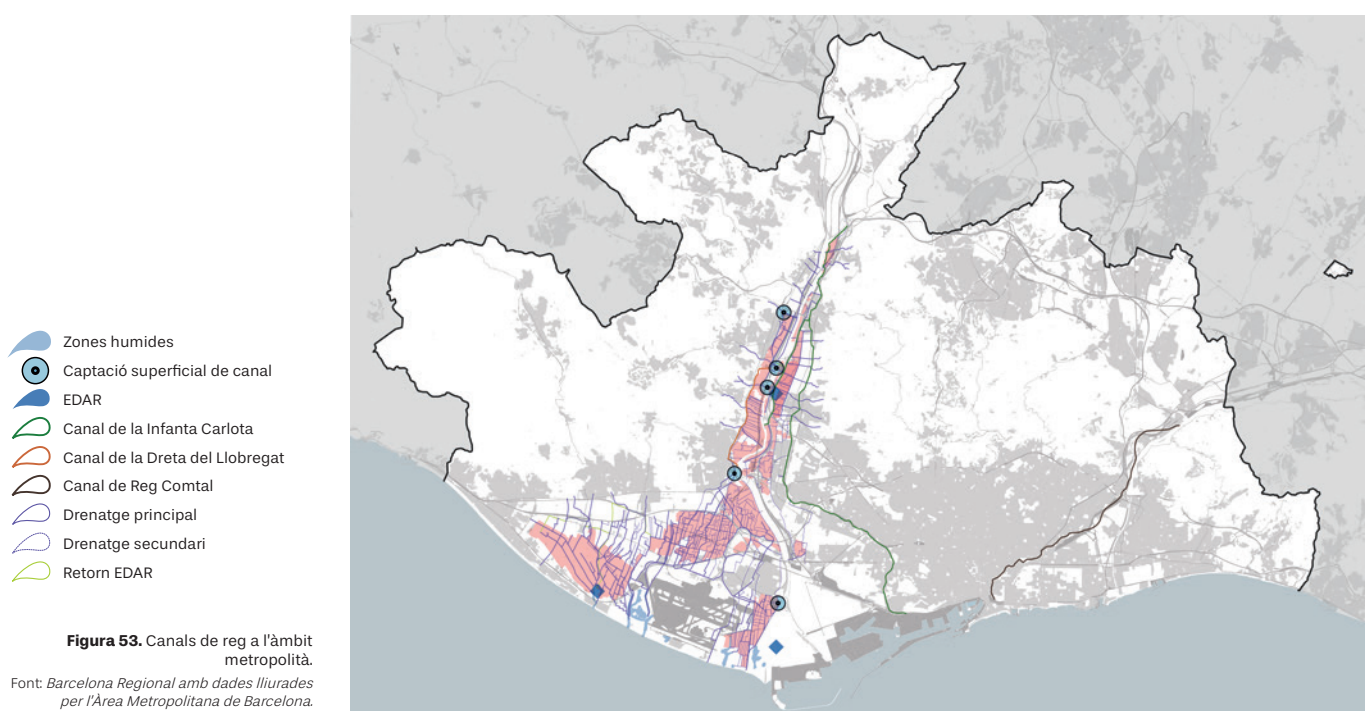 Zones humides
Captació superficial de canal
EDAR
Canal de la Infanta Carlota
Canal de la Dreta del Llobregat
Canal de Reg Comtal
Drenatge principal
Drenatge secundari
Retorn EDAR
Figura 53. Canals de reg a l'àmbit
metropolità.
Font: Barcelona Regional amb dades lliurades
per l'Àrea Metropolitana de Barcelona.